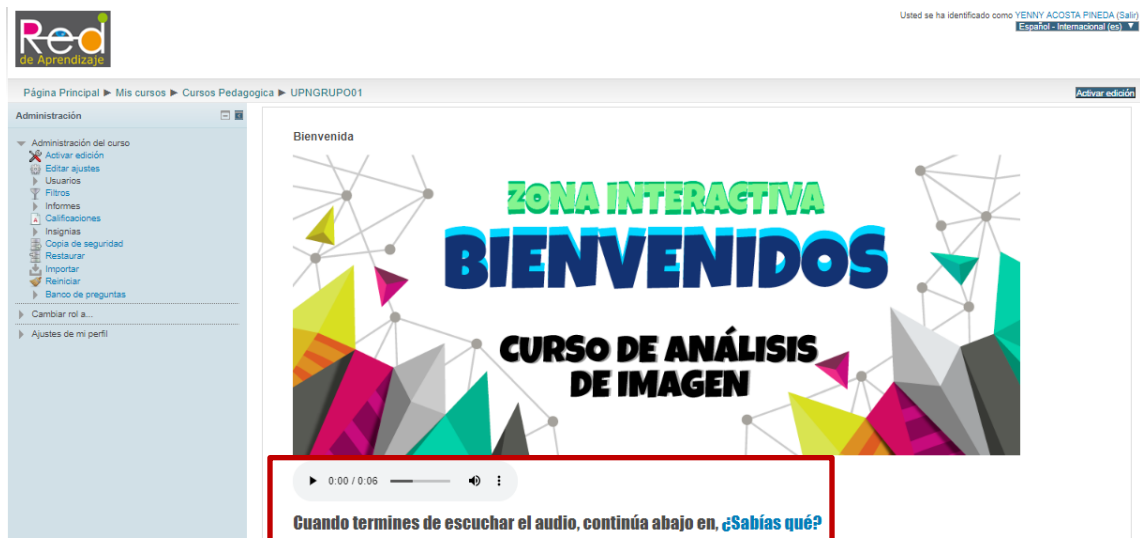 Red
de Aprendizaje
Usted se ha identificado como YENNY ACOSTA PINEDA (Salir)
Español - Internacional (es)
Página Principal ► Mis cursos ► Cursos Pedagogica ► UPNGRUPO01
Activar edición
Administración
Administración del curso
Activar edición
Editar ajustes
Usuarios
Filtros
Informes
Calificaciones
Insignias
Copia de seguridad
Restaurar
Importar
Reiniciar
Banco de preguntas
Cambiar rol a...
Ajustes de mi perfil
Bienvenida
ZONA INTERACTIVA
BIENVENIDOS
CURSO DE ANÁLISIS
DE IMAGEN
0:00 / 0:06
Cuando termines de escuchar el audio, continúa abajo en, ¿Sabías qué?